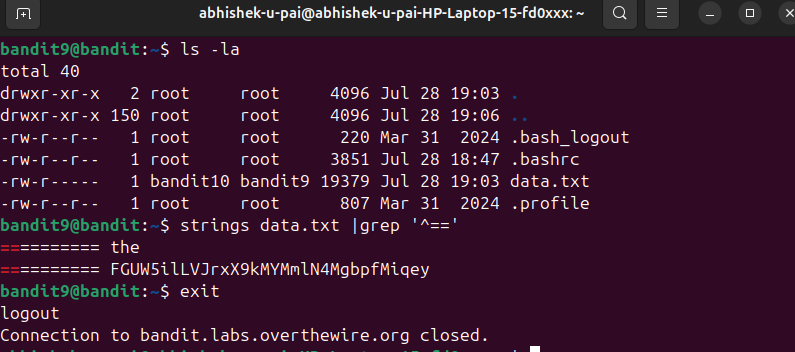 abhishek-u-pai@abhishek-u-pai-HP-Laptop-15-fd0xxx: ~
bandit9@bandit:~$ ls -la
total 40
drwxr-xr-x   2 root     root      4096 Jul 28 19:03 .
drwxr-xr-x 150 root     root      4096 Jul 28 19:06 ..
-rw-r--r--   1 root     root       220 Mar 31  2024 .bash_logout
-rw-r--r--   1 root     root      3851 Jul 28 18:47 .bashrc
-rw-r-----   1 bandit10 bandit9  19379 Jul 28 19:03 data.txt
-rw-r--r--   1 root     root       807 Mar 31  2024 .profile
bandit9@bandit:~$ strings data.txt |grep '^=='
========== the
========== FGUW5ilLVJrxX9kMYMmlN4MgbpfMiqey
bandit9@bandit:~$ exit
logout
Connection to bandit.labs.overthewire.org closed.